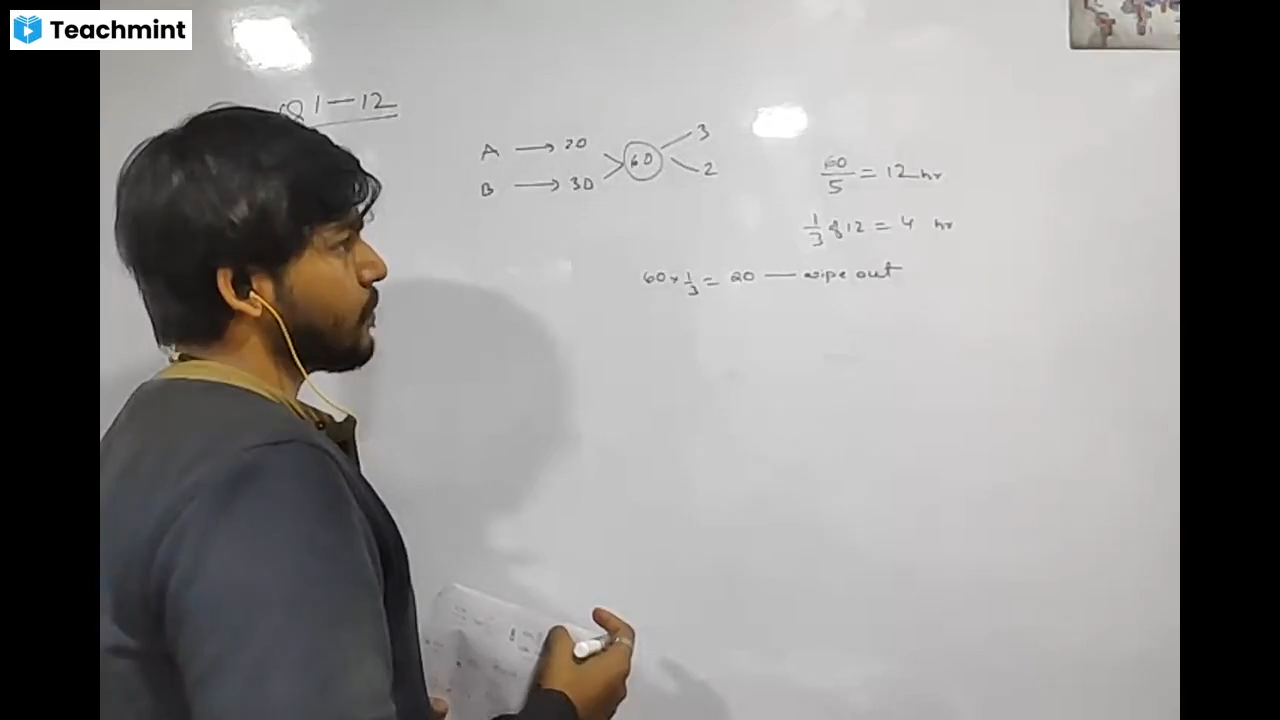 Teachmint
Q 1-12
A → 20
B → 30
60
3
2
60/5 = 12 hr
1/3 of 12 = 4 hr
60 × 1/3 = 20 — wipe out